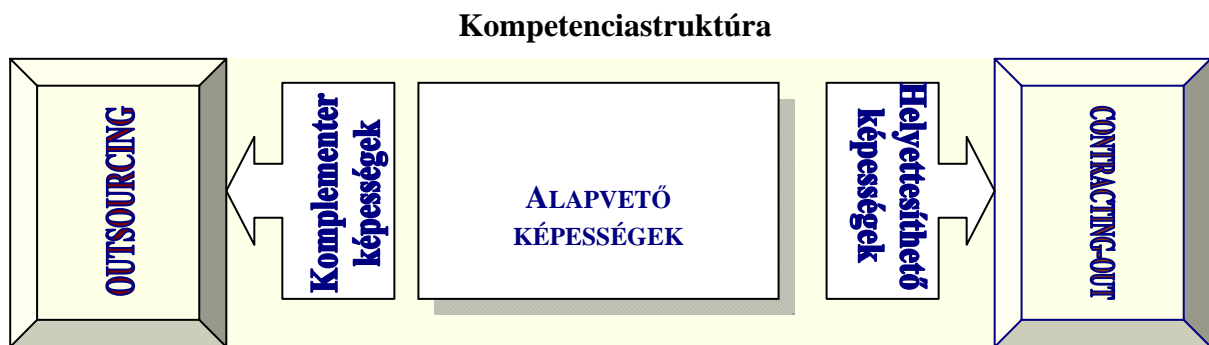 Kompetenciastruktúra
OUTSOURCING
Komplementer
képességek
ALAPVETŐ
KÉPESSÉGEK
Helyettesíthető
képességek
CONTRACTING-OUT